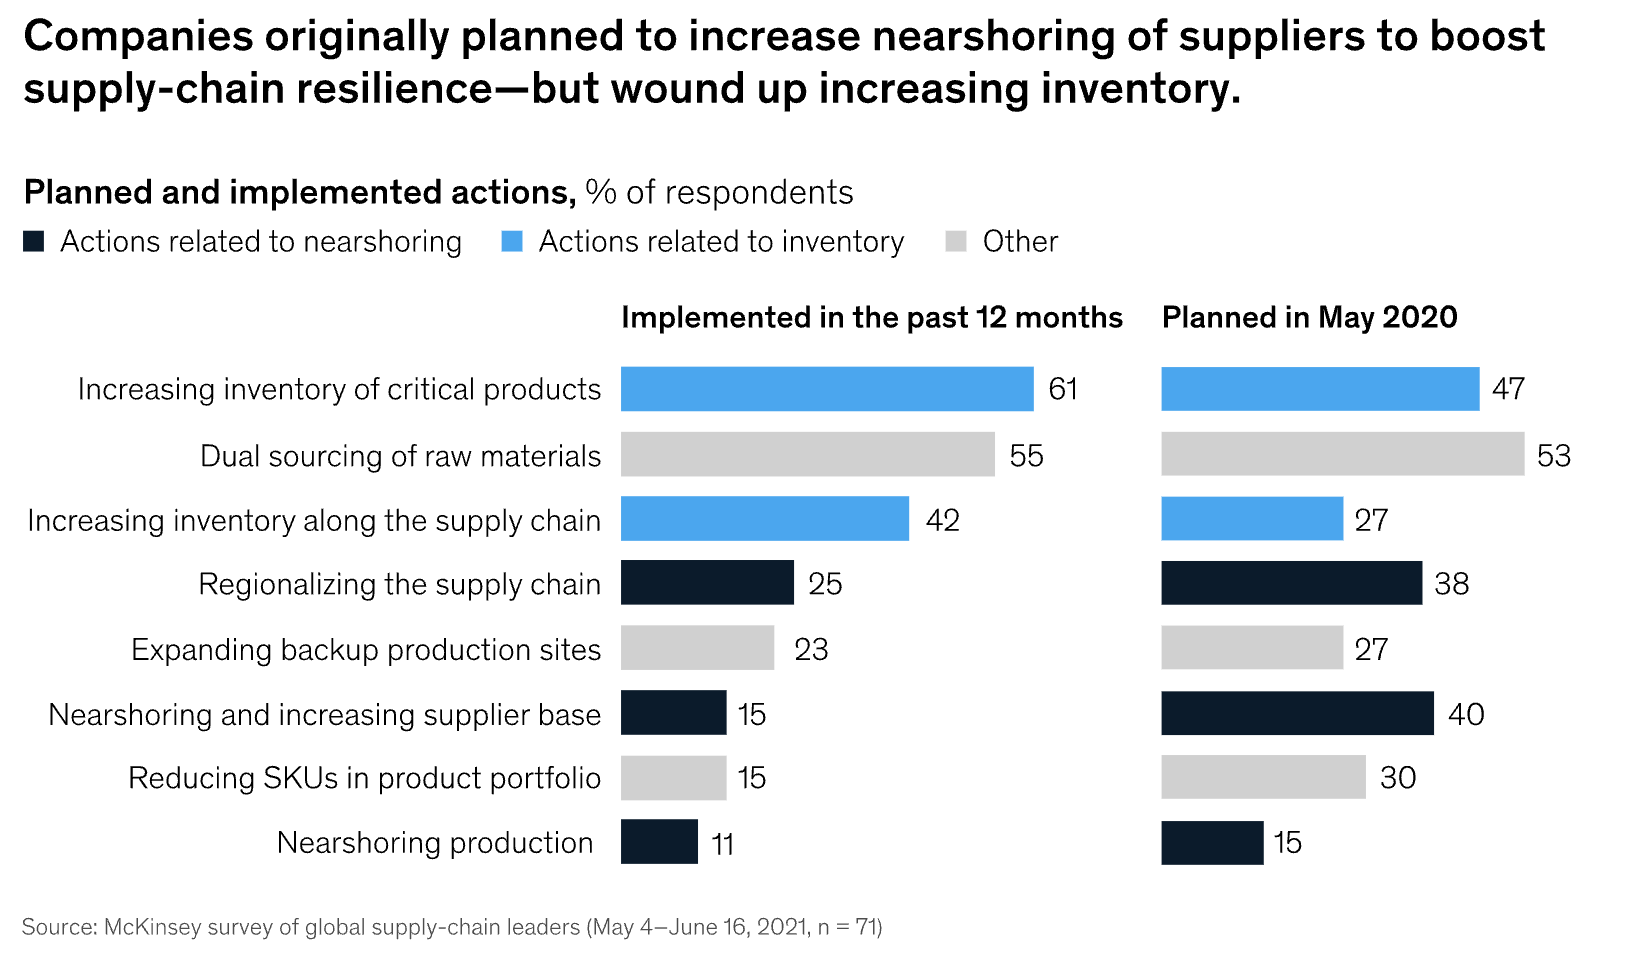 Companies originally planned to increase nearshoring of suppliers to boost
supply-chain resilience—but wound up increasing inventory.
Planned and implemented actions, % of respondents
Actions related to nearshoring Actions related to inventory Other
Implemented in the past 12 months Planned in May 2020
Increasing inventory of critical products 61 47
Dual sourcing of raw materials 55 53
Increasing inventory along the supply chain 42 27
Regionalizing the supply chain 25 38
Expanding backup production sites 23 27
Nearshoring and increasing supplier base 15 40
Reducing SKUs in product portfolio 15 30
Nearshoring production 11 15
Source: McKinsey survey of global supply-chain leaders (May 4–June 16, 2021, n = 71)